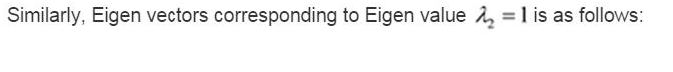 Similarly, Eigen vectors corresponding to Eigen value λ₂ = 1 is as follows: